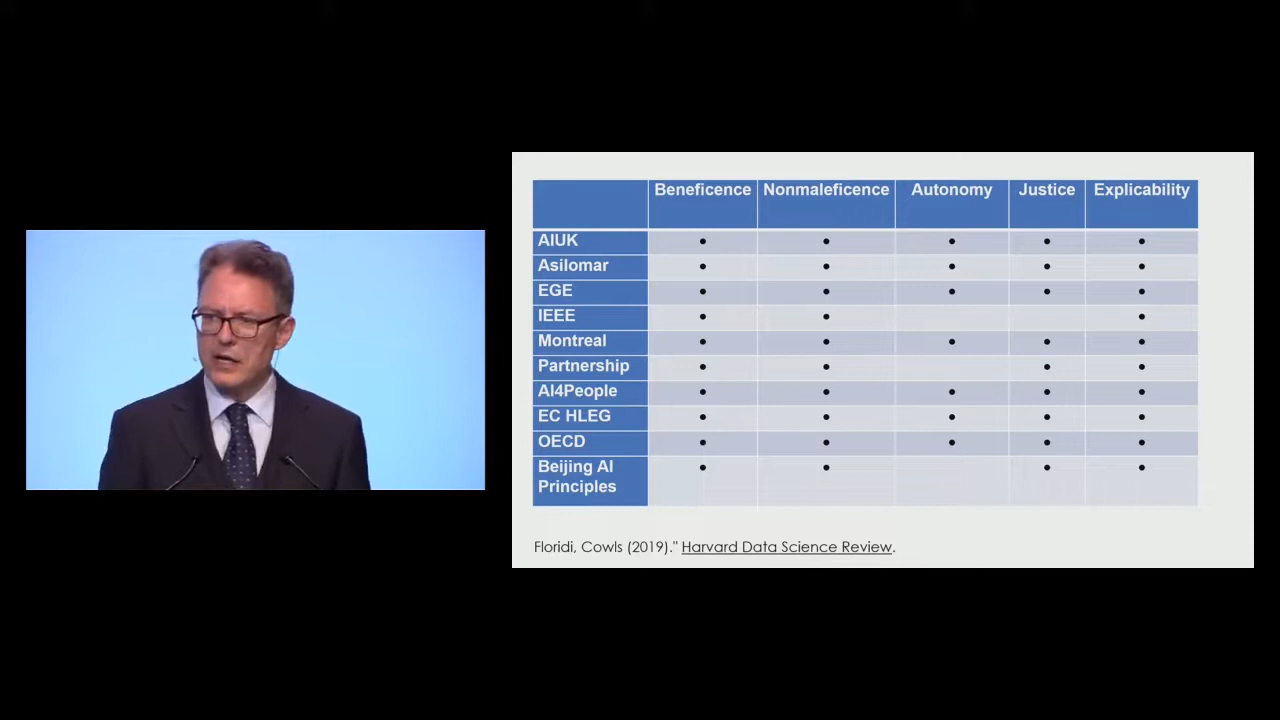 Beneficence Nonmaleficence Autonomy Justice Explicability
AIUK • • • • •
Asilomar • • • • •
EGE • • • • •
IEEE • • •
Montreal • • • • •
Partnership • • • •
AI4People • • • • •
EC HLEG • • • • •
OECD • • • • •
Beijing AI • • • •
Principles
Floridi, Cowls (2019)." Harvard Data Science Review.